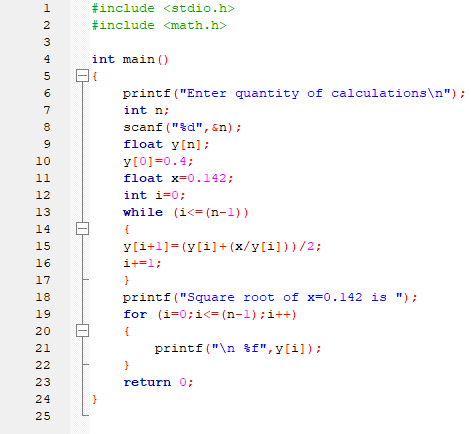 1 #include <stdio.h>
2 #include <math.h>
3
4 int main()
5 {
6 printf("Enter quantity of calculations\n");
7 int n;
8 scanf("%d",&n);
9 float y[n];
10 y[0]=0.4;
11 float x=0.142;
12 int i=0;
13 while (i<=(n-1))
14 {
15 y[i+1]=(y[i]+(x/y[i]))/2;
16 i+=1;
17 }
18 printf("Square root of x=0.142 is ");
19 for (i=0;i<=(n-1);i++)
20 {
21 printf("\n %f",y[i]);
22 }
23 return 0;
24 }
25